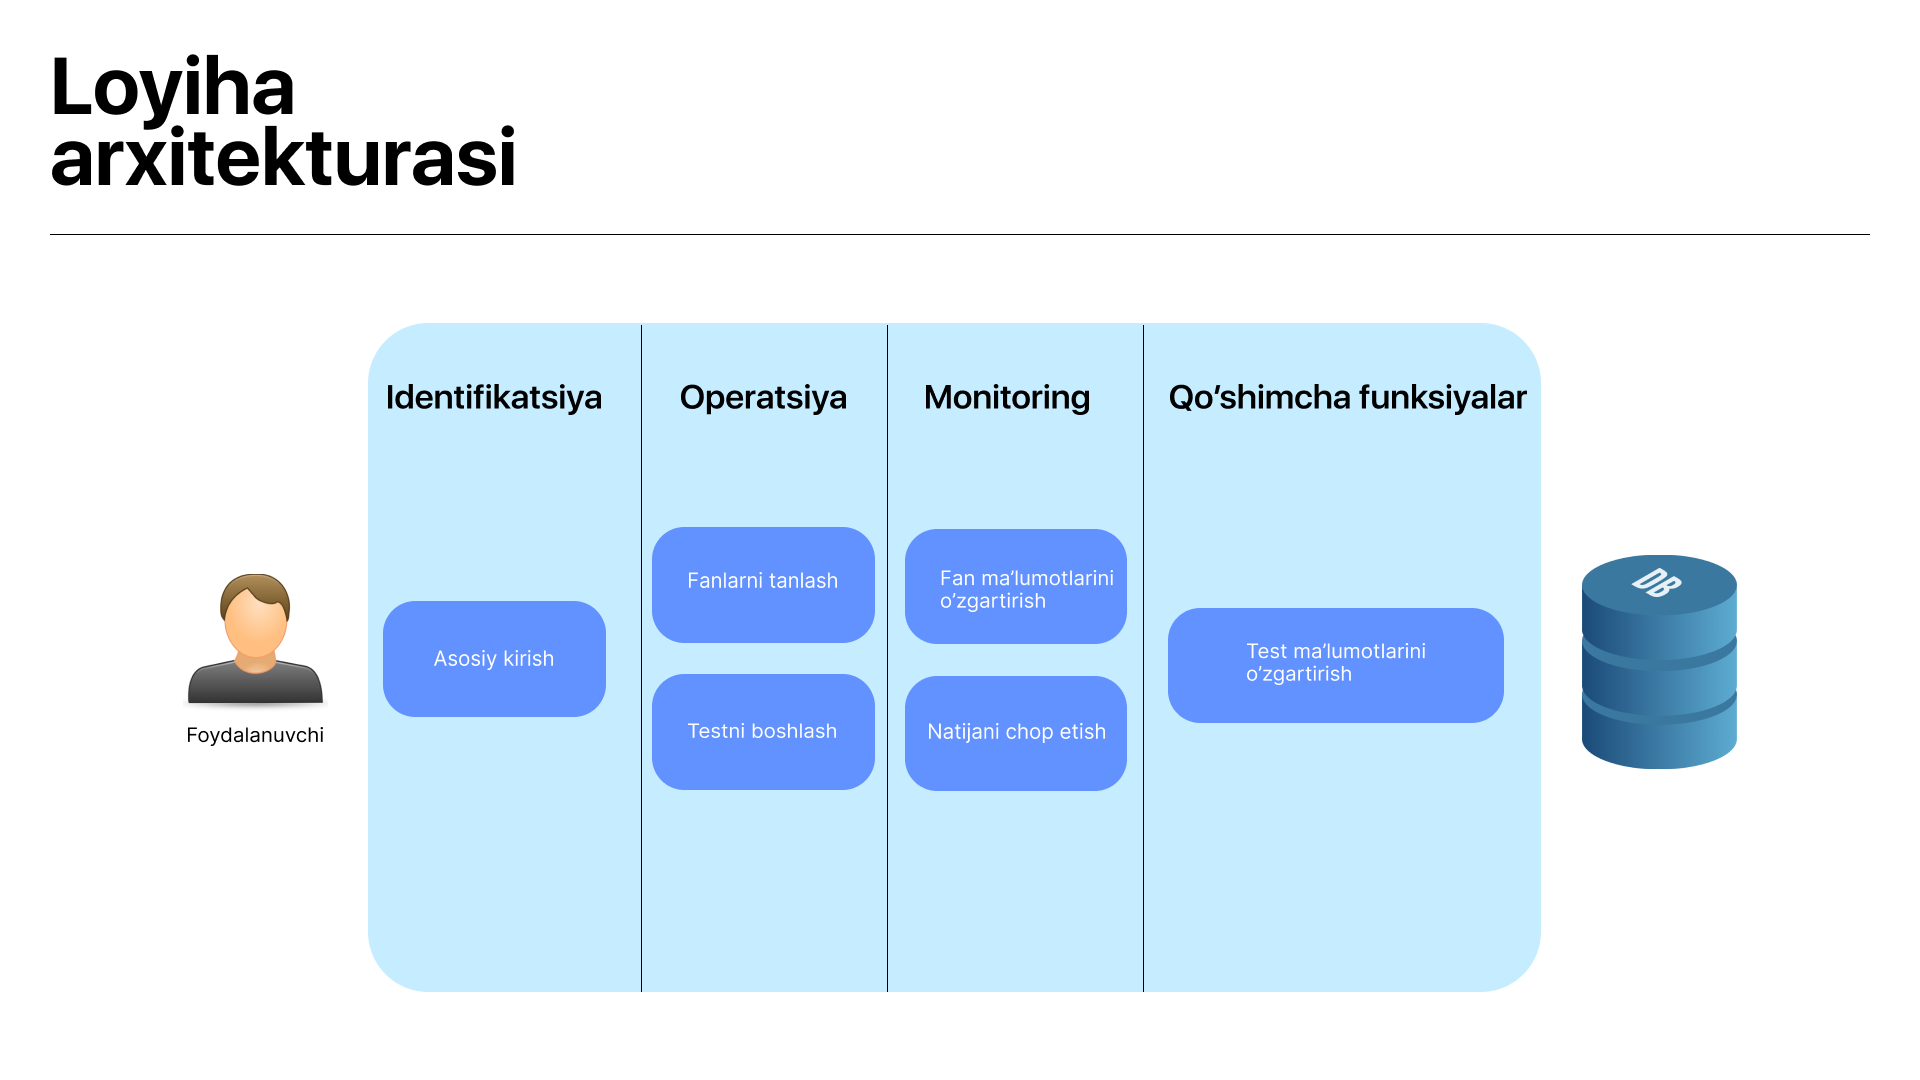 Loyiha
arxitekturasi
Identifikatsiya
Operatsiya
Monitoring
Qo’shimcha funksiyalar
Foydalanuvchi
Asosiy kirish
Fanlarni tanlash
Testni boshlash
Fan ma’lumotlarini
o’zgartirish
Natijani chop etish
Test ma’lumotlarini
o’zgartirish
DB